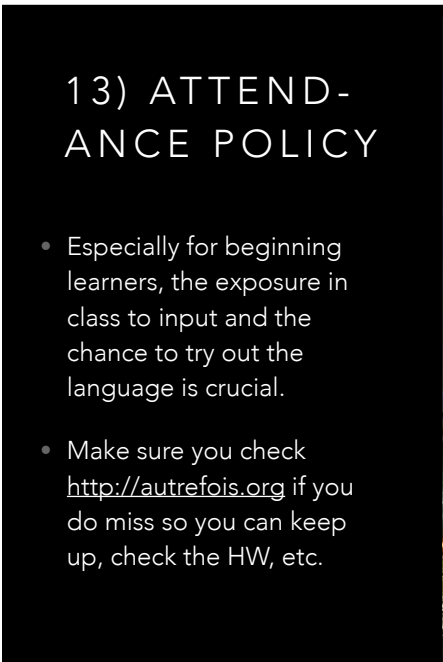 13) ATTEND-
ANCE POLICY
• Especially for beginning
learners, the exposure in
class to input and the
chance to try out the
language is crucial.
• Make sure you check
http://autrefois.org if you
do miss so you can keep
up, check the HW, etc.